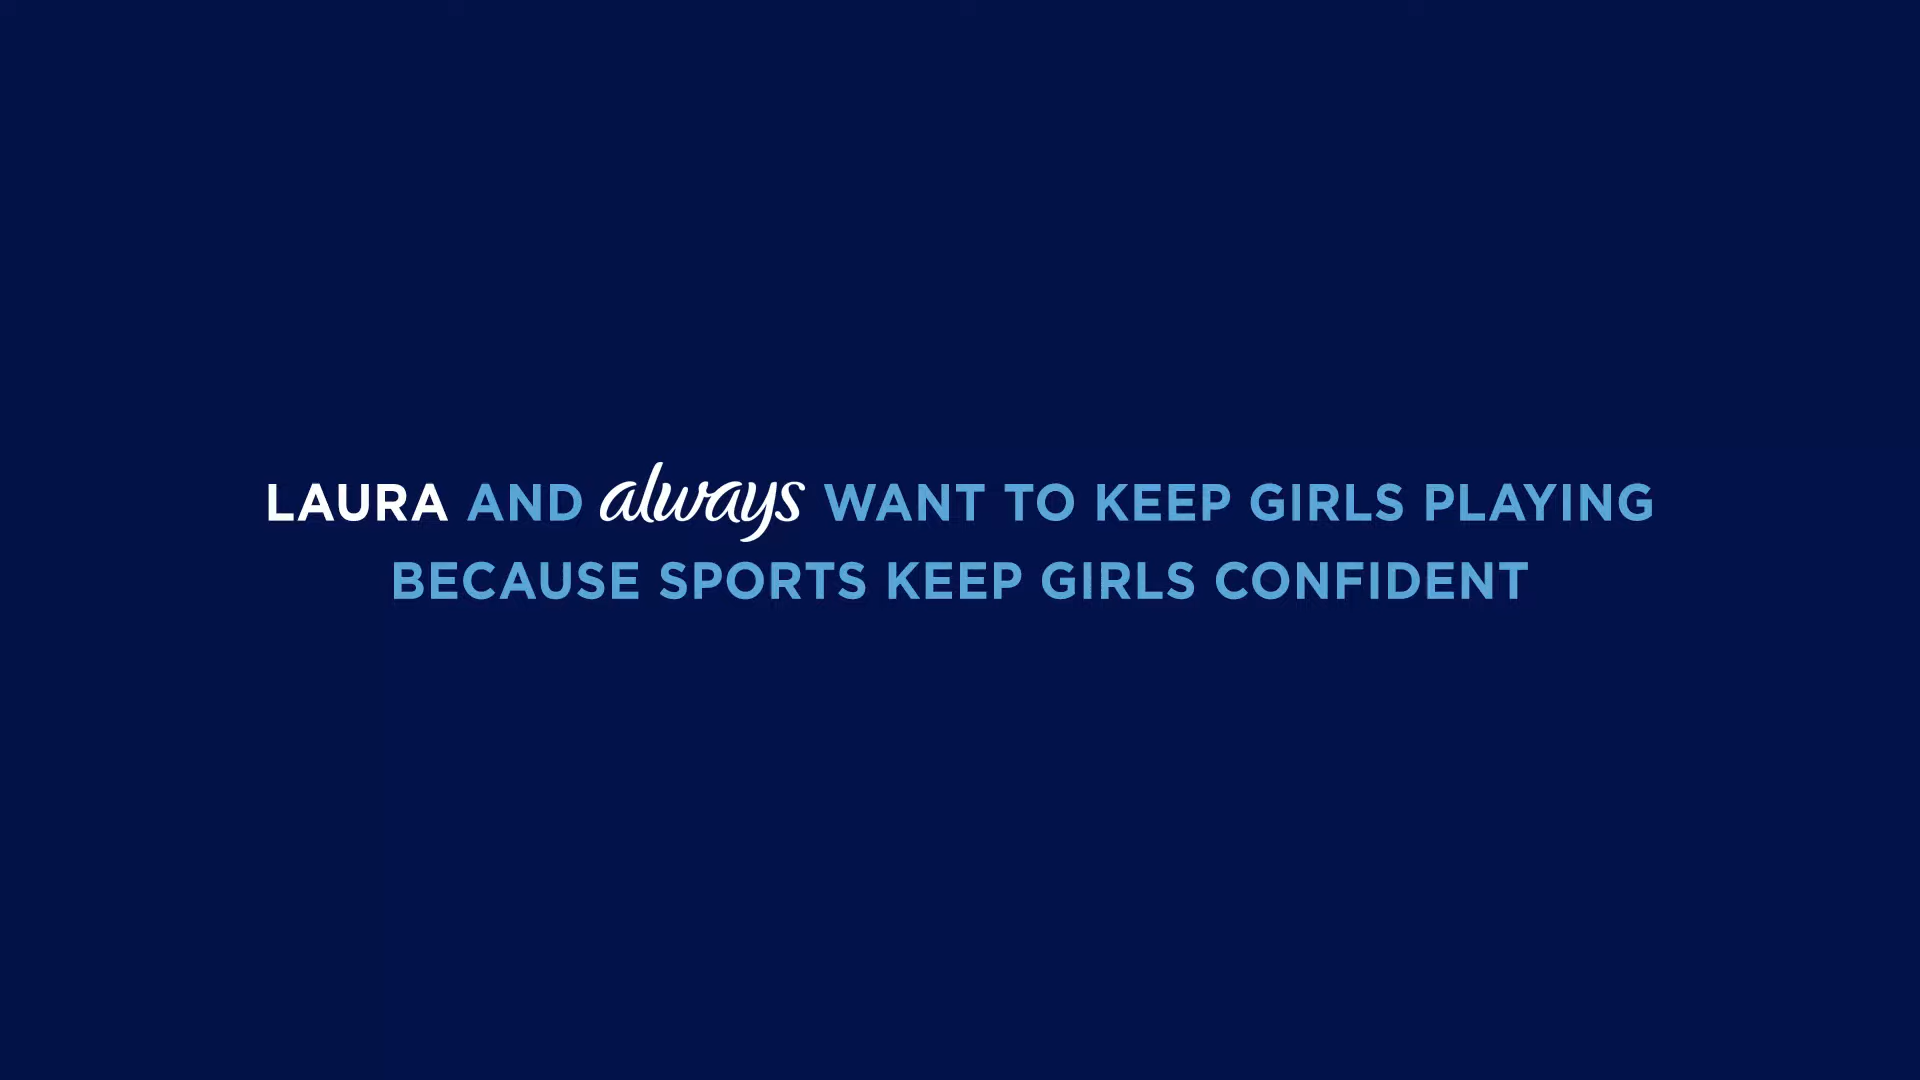 LAURA AND always WANT TO KEEP GIRLS PLAYING
BECAUSE SPORTS KEEP GIRLS CONFIDENT